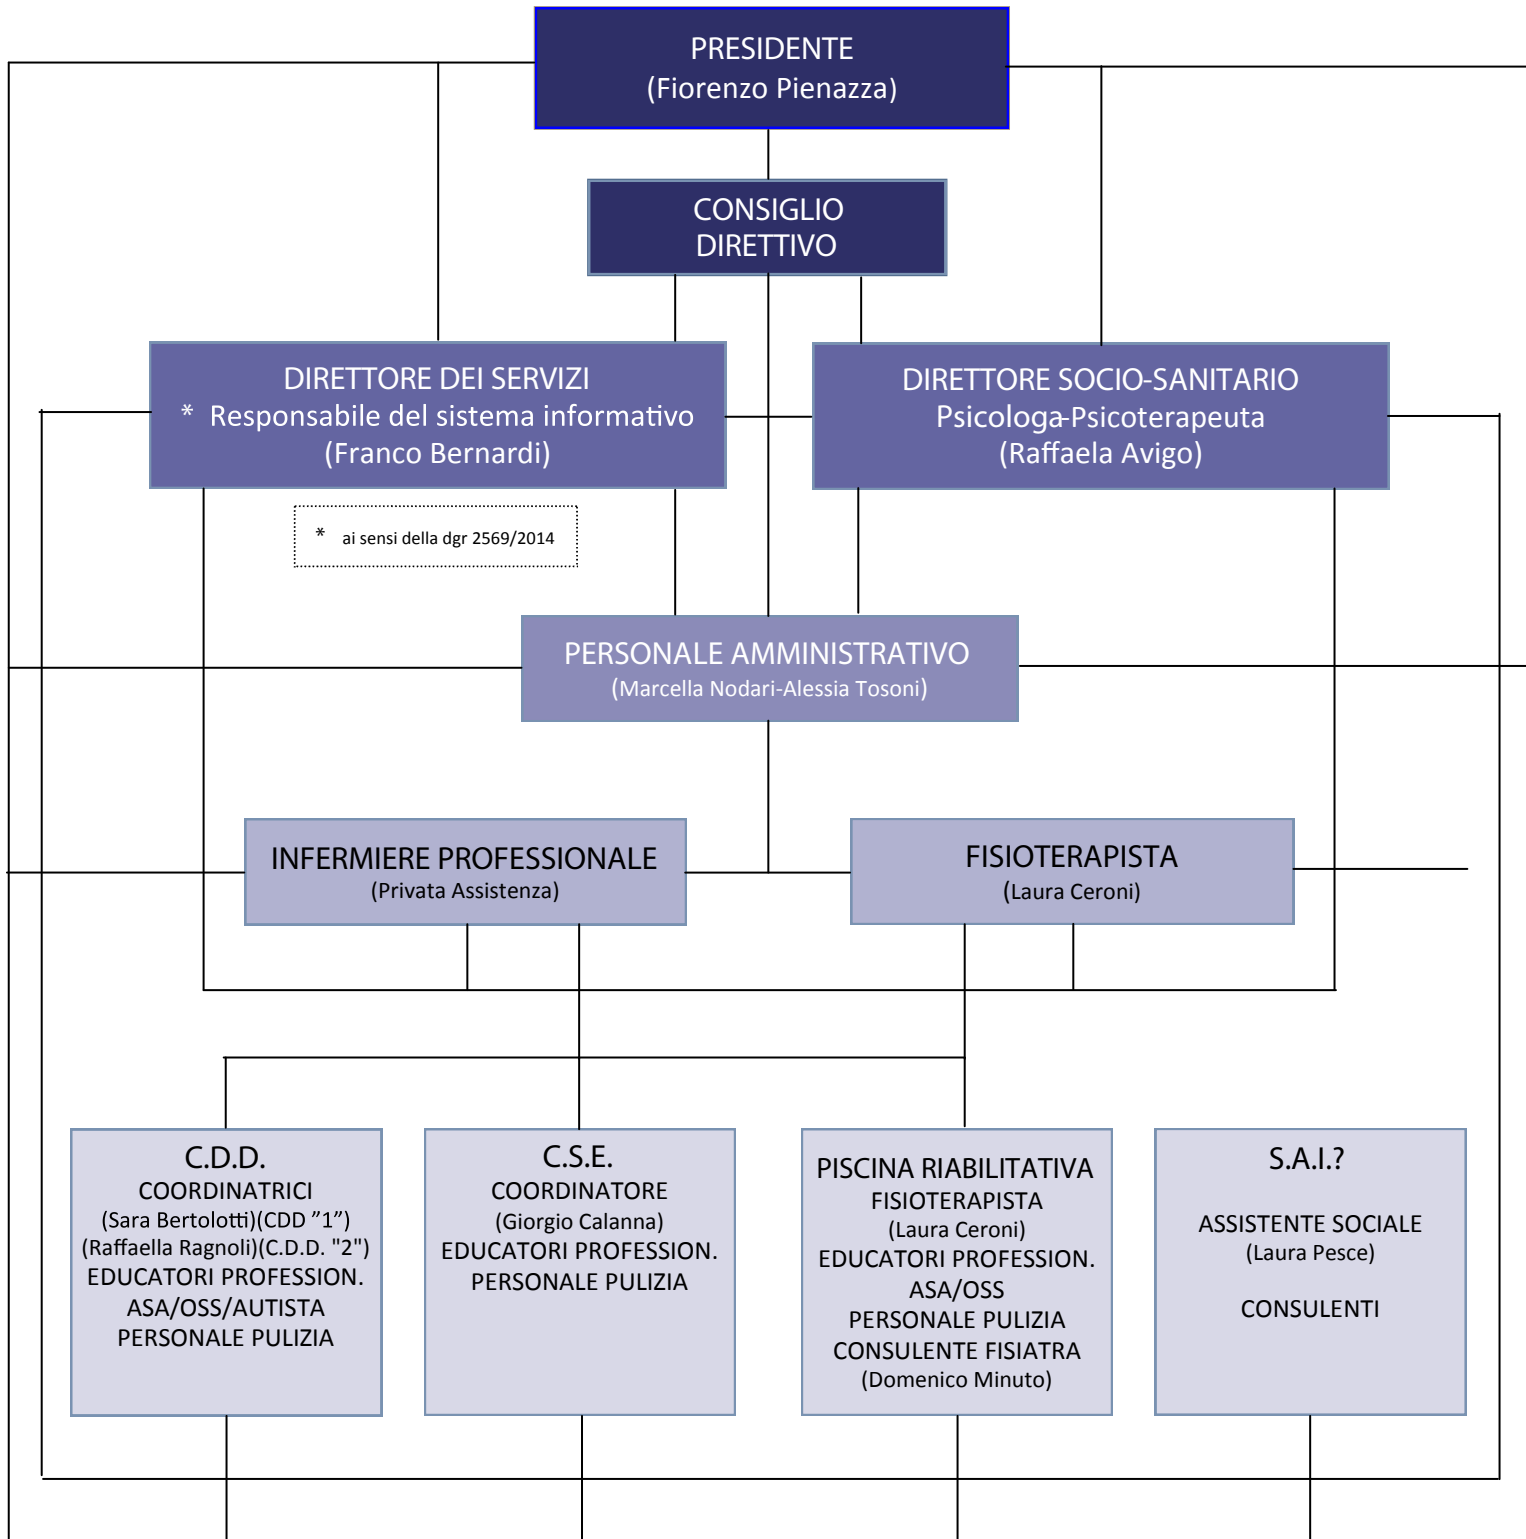 PRESIDENTE
(Fiorenzo Pienazza)
CONSIGLIO
DIRETTIVO
DIRETTORE DEI SERVIZI
* Responsabile del sistema informativo
(Franco Bernardi)
DIRETTORE SOCIO-SANITARIO
Psicologa-Psicoterapeuta
(Raffaela Avigo)
* ai sensi della dgr 2569/2014
PERSONALE AMMINISTRATIVO
(Marcella Nodari-Alessia Tosoni)
INFERMIERE PROFESSIONALE
(Privata Assistenza)
FISIOTERAPISTA
(Laura Ceroni)
C.D.D.
COORDINATRICI
(Sara Bertolotti)(CDD "1")
(Raffaella Ragnoli)(C.D.D. "2")
EDUCATORI PROFESSION.
ASA/OSS/AUTISTA
PERSONALE PULIZIA
C.S.E.
COORDINATORE
(Giorgio Calanna)
EDUCATORI PROFESSION.
PERSONALE PULIZIA
PISCINA RIABILITATIVA
FISIOTERAPISTA
(Laura Ceroni)
EDUCATORI PROFESSION.
ASA/OSS
PERSONALE PULIZIA
CONSULENTE FISIATRA
(Domenico Minuto)
S.A.I.?
ASSISTENTE SOCIALE
(Laura Pesce)
CONSULENTI